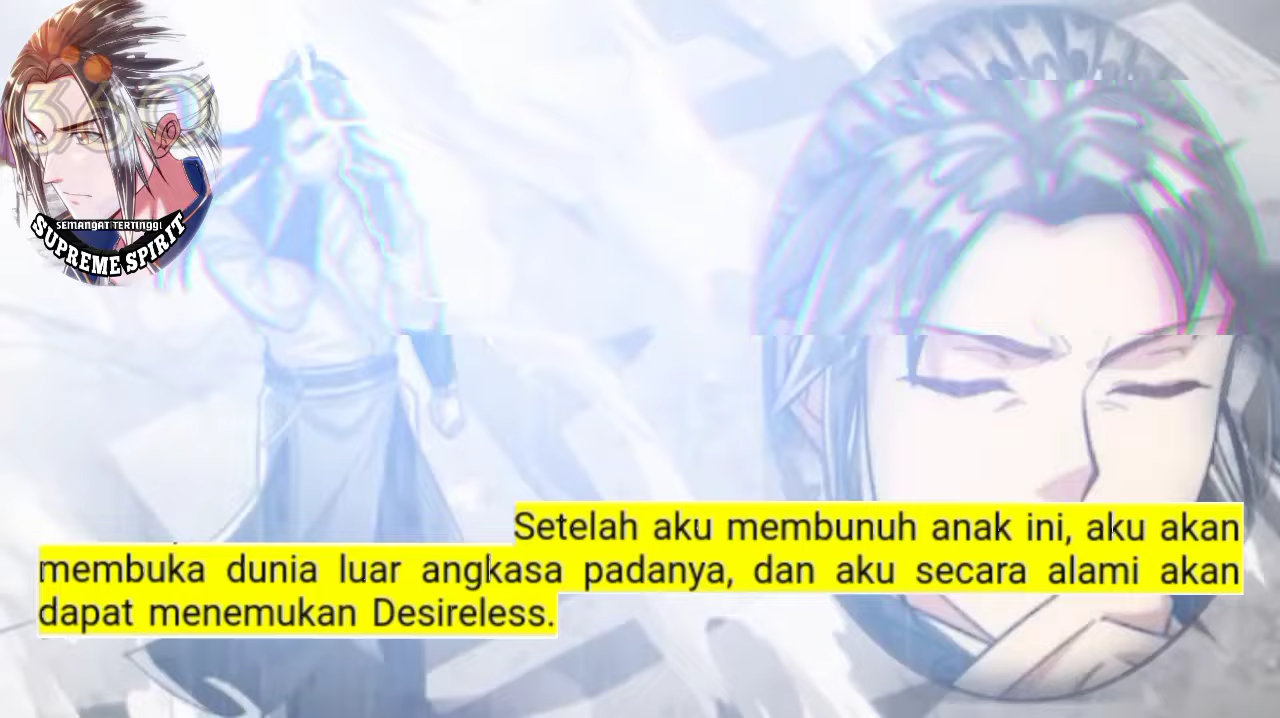 360
SEMANGAT TERTINGGI
SUPREME SPIRIT
Setelah aku membunuh anak ini, aku akan
membuka dunia luar angkasa padanya, dan aku secara alami akan
dapat menemukan Desireless.